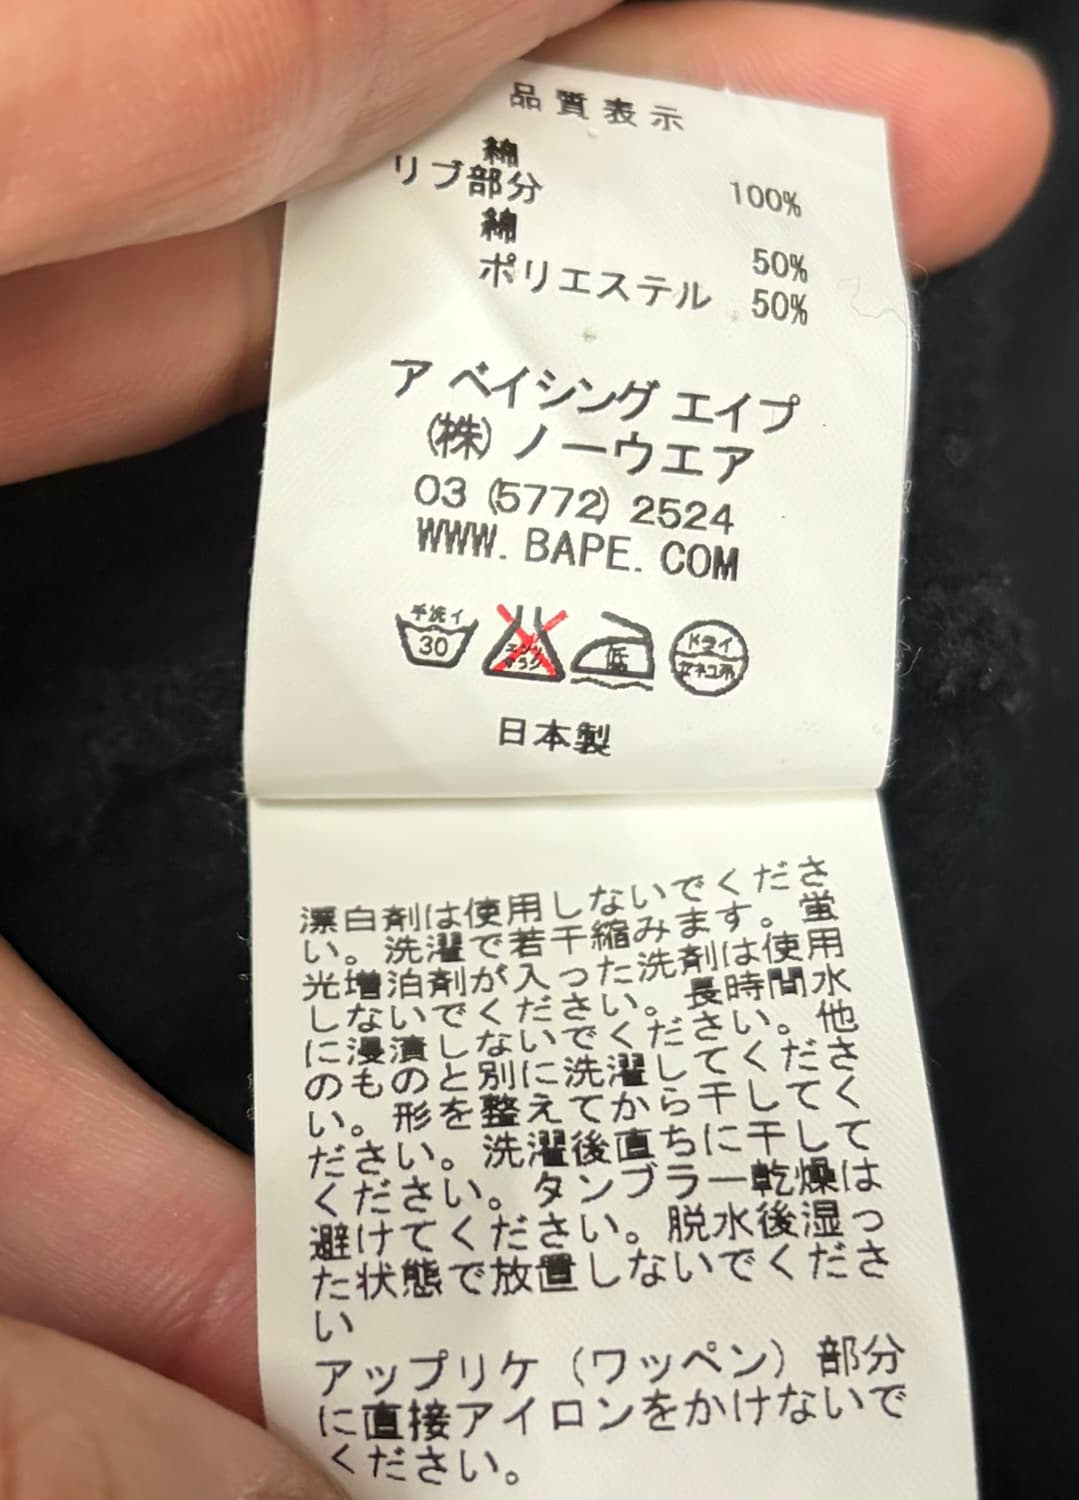 品質表示
綿 100%
リブ部分
綿 50%
ポリエステル 50%
ア ベイシング エイプ
(株) ノーウエア
03 (5772) 2524
WWW. BAPE. COM
手洗イ 30 エンソサラシ 低 ドライ セキユ系
日本製
漂白剤は使用しないでくださ
い。洗濯で若干縮みます。蛍
光増泊剤が入った洗剤は使用
しないでください。長時間水
に浸漬しないでください。他
のものと別に洗濯してくださ
い。形を整えてから干してく
ださい。洗濯後直ちに干して
ください。タンブラー乾燥は
避けてください。脱水後湿っ
た状態で放置しないでくださ
い
アップリケ（ワッペン）部分
に直接アイロンをかけないで
ください。